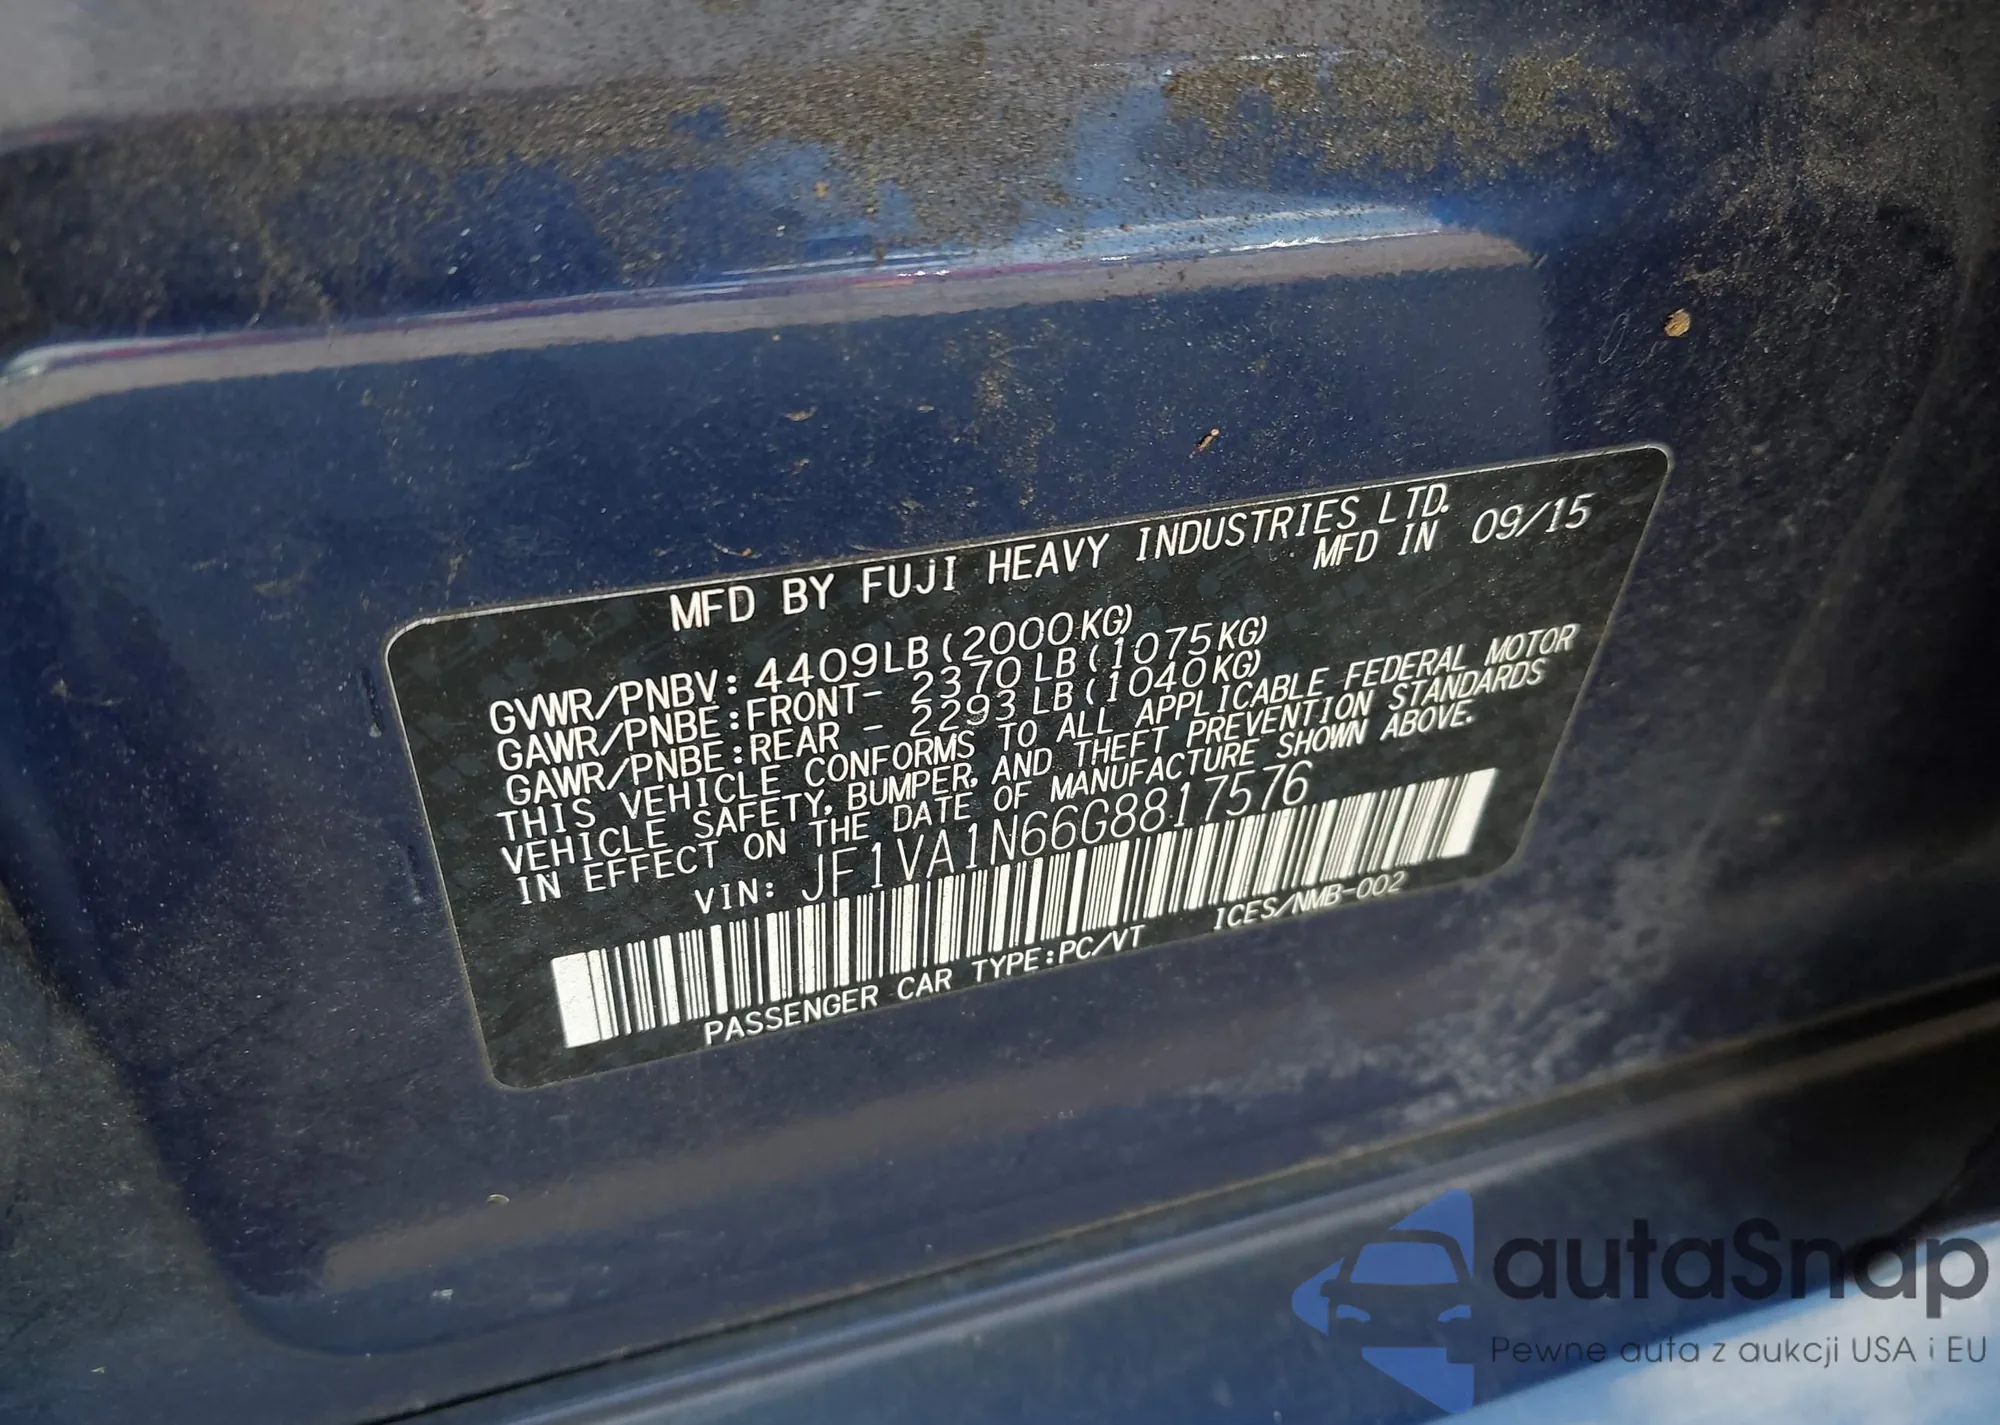 MFD BY FUJI HEAVY INDUSTRIES LTD.
MFD IN 09/15
GVWR/PNBV: 4409LB(2000KG)
GAWR/PNBE:FRONT- 2370LB(1075KG)
GAWR/PNBE:REAR - 2293LB(1040KG)
THIS VEHICLE CONFORMS TO ALL APPLICABLE FEDERAL MOTOR
VEHICLE SAFETY, BUMPER, AND THEFT PREVENTION STANDARDS
IN EFFECT ON THE DATE OF MANUFACTURE SHOWN ABOVE.
VIN: JF1VA1N66G8817576
PASSENGER CAR TYPE:PC/VT ICES/NMB-002
autaSnap
Pewne auta z aukcji USA i EU